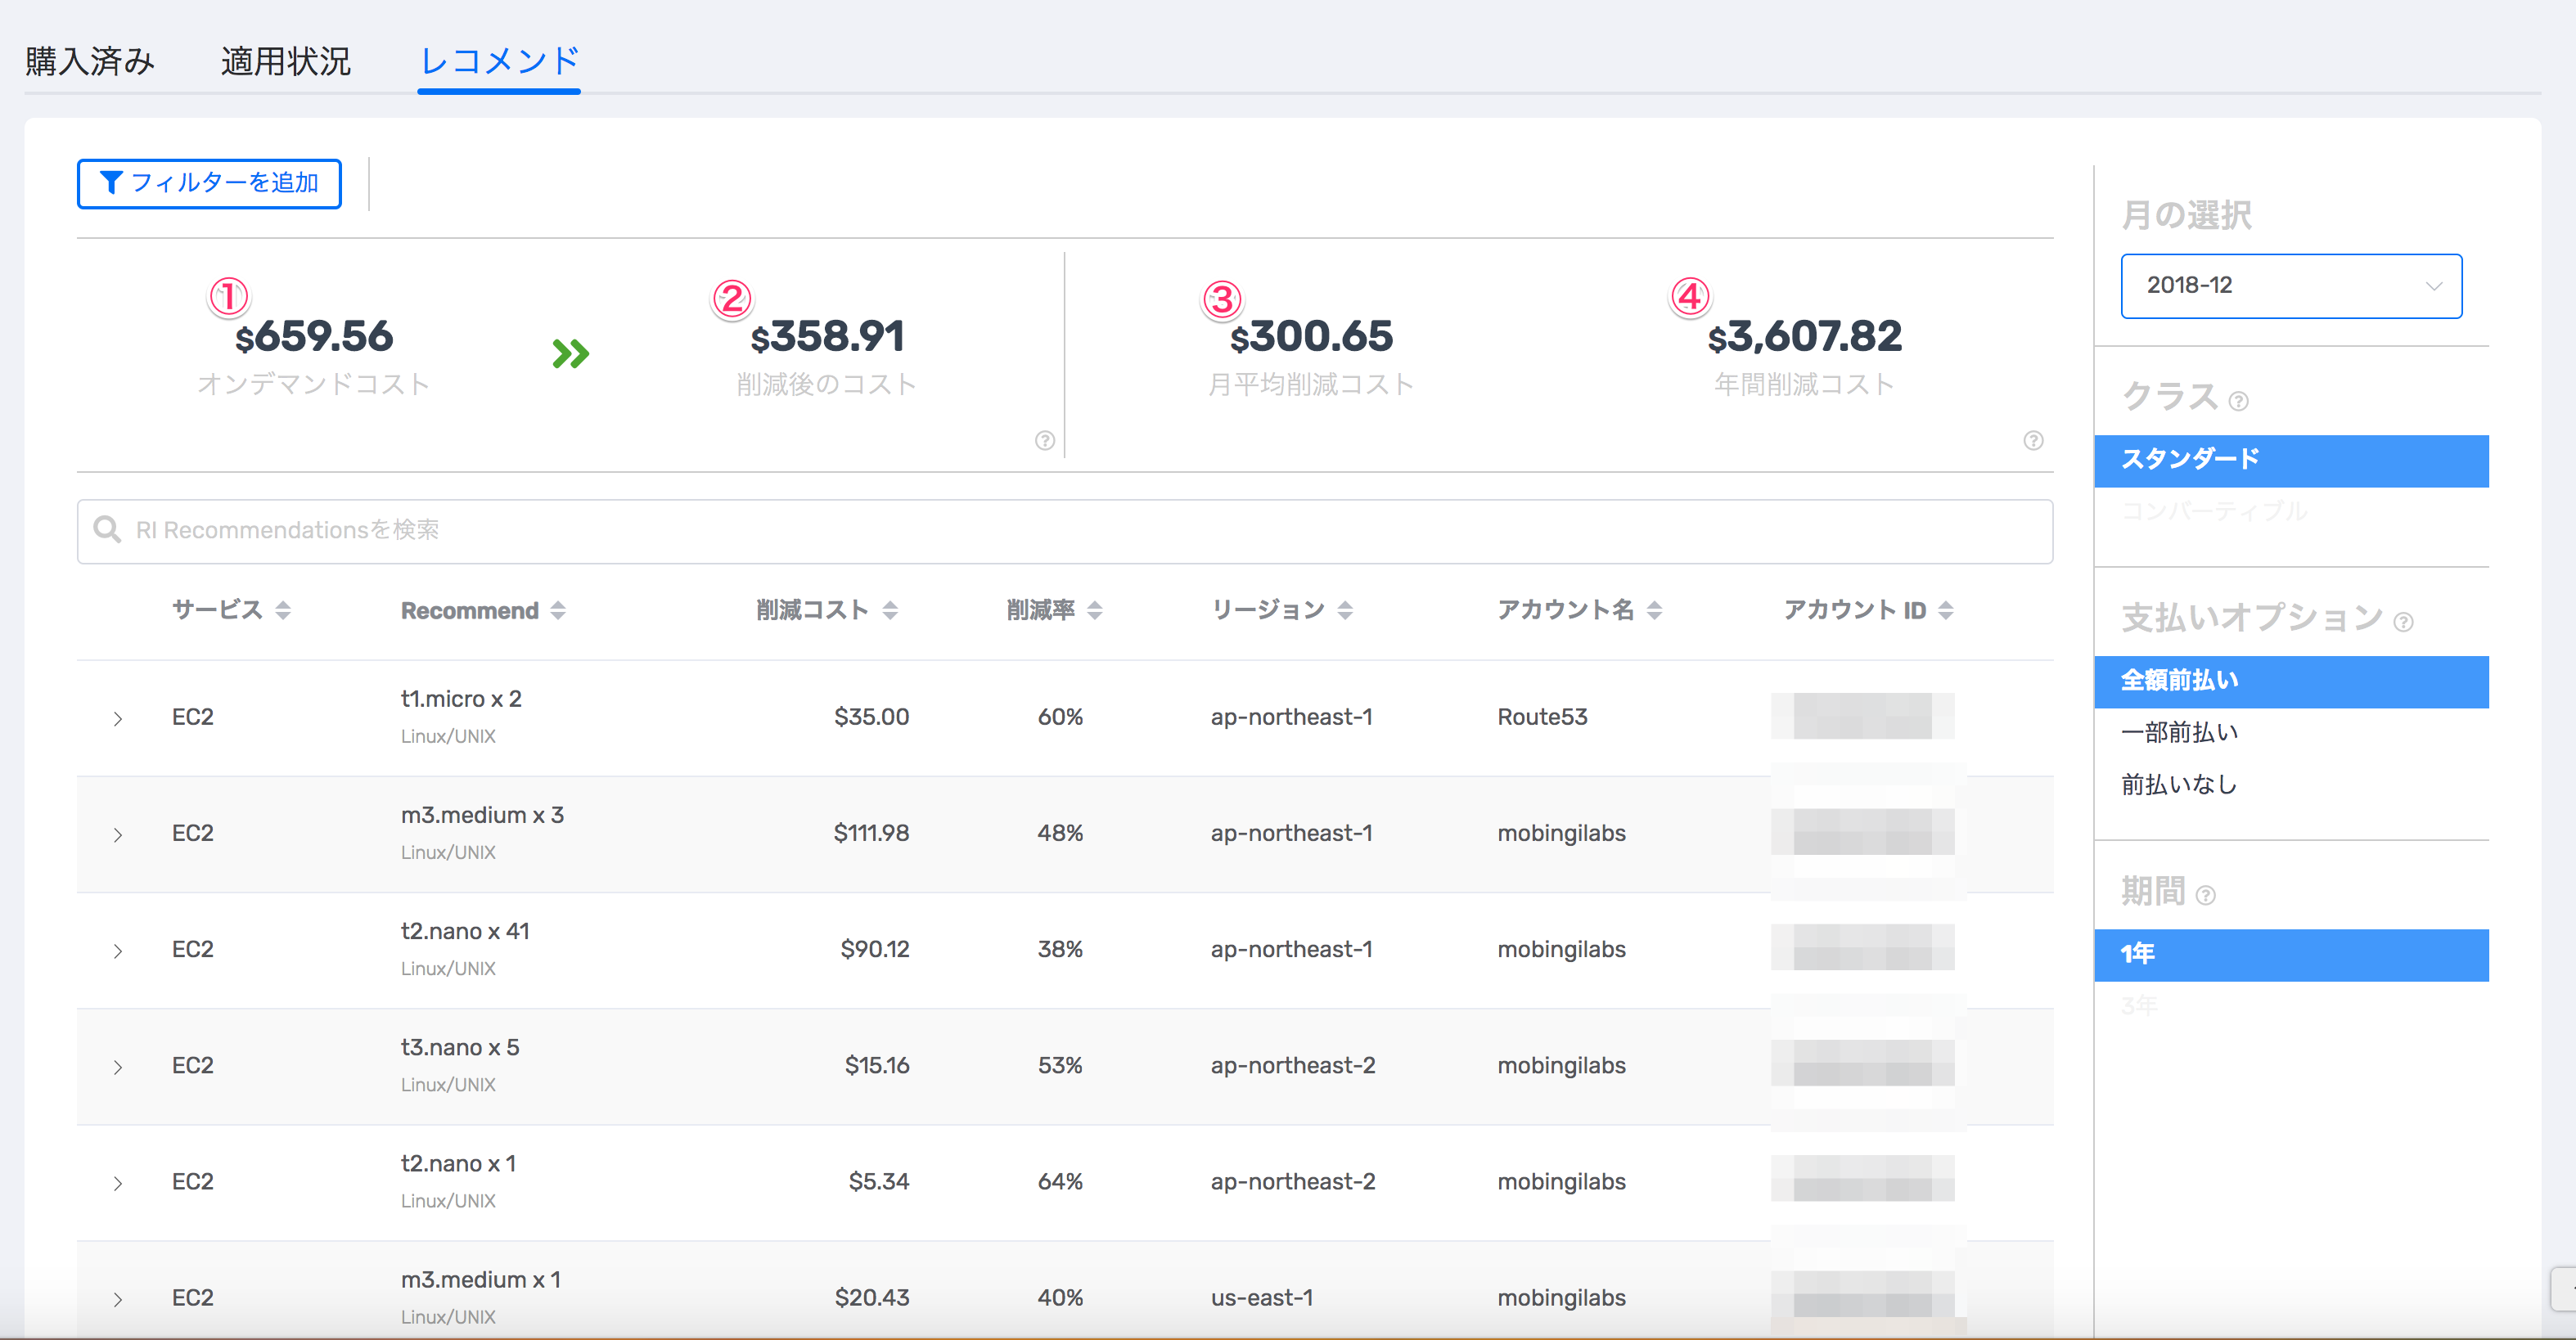 購入済み 適用状況 レコメンド
フィルターを追加
① ② ③ ④
$659.56 $358.91 $300.65 $3,607.82
オンデマンドコスト 削減後のコスト 月平均削減コスト 年間削減コスト
RI Recommendationsを検索
サービス Recommend 削減コスト 削減率 リージョン アカウント名 アカウント ID
t1.micro x 2
EC2 $35.00 60% ap-northeast-1 Route53
Linux/UNIX
m3.medium x 3
EC2 $111.98 48% ap-northeast-1 mobingilabs
Linux/UNIX
t2.nano x 41
EC2 $90.12 38% ap-northeast-1 mobingilabs
Linux/UNIX
t3.nano x 5
EC2 $15.16 53% ap-northeast-2 mobingilabs
Linux/UNIX
t2.nano x 1
EC2 $5.34 64% ap-northeast-2 mobingilabs
Linux/UNIX
m3.medium x 1
EC2 $20.43 40% us-east-1 mobingilabs
Linux/UNIX
月の選択
2018-12
クラス
スタンダード
コンバーティブル
支払いオプション
全額前払い
一部前払い
前払いなし
期間
1年
3年